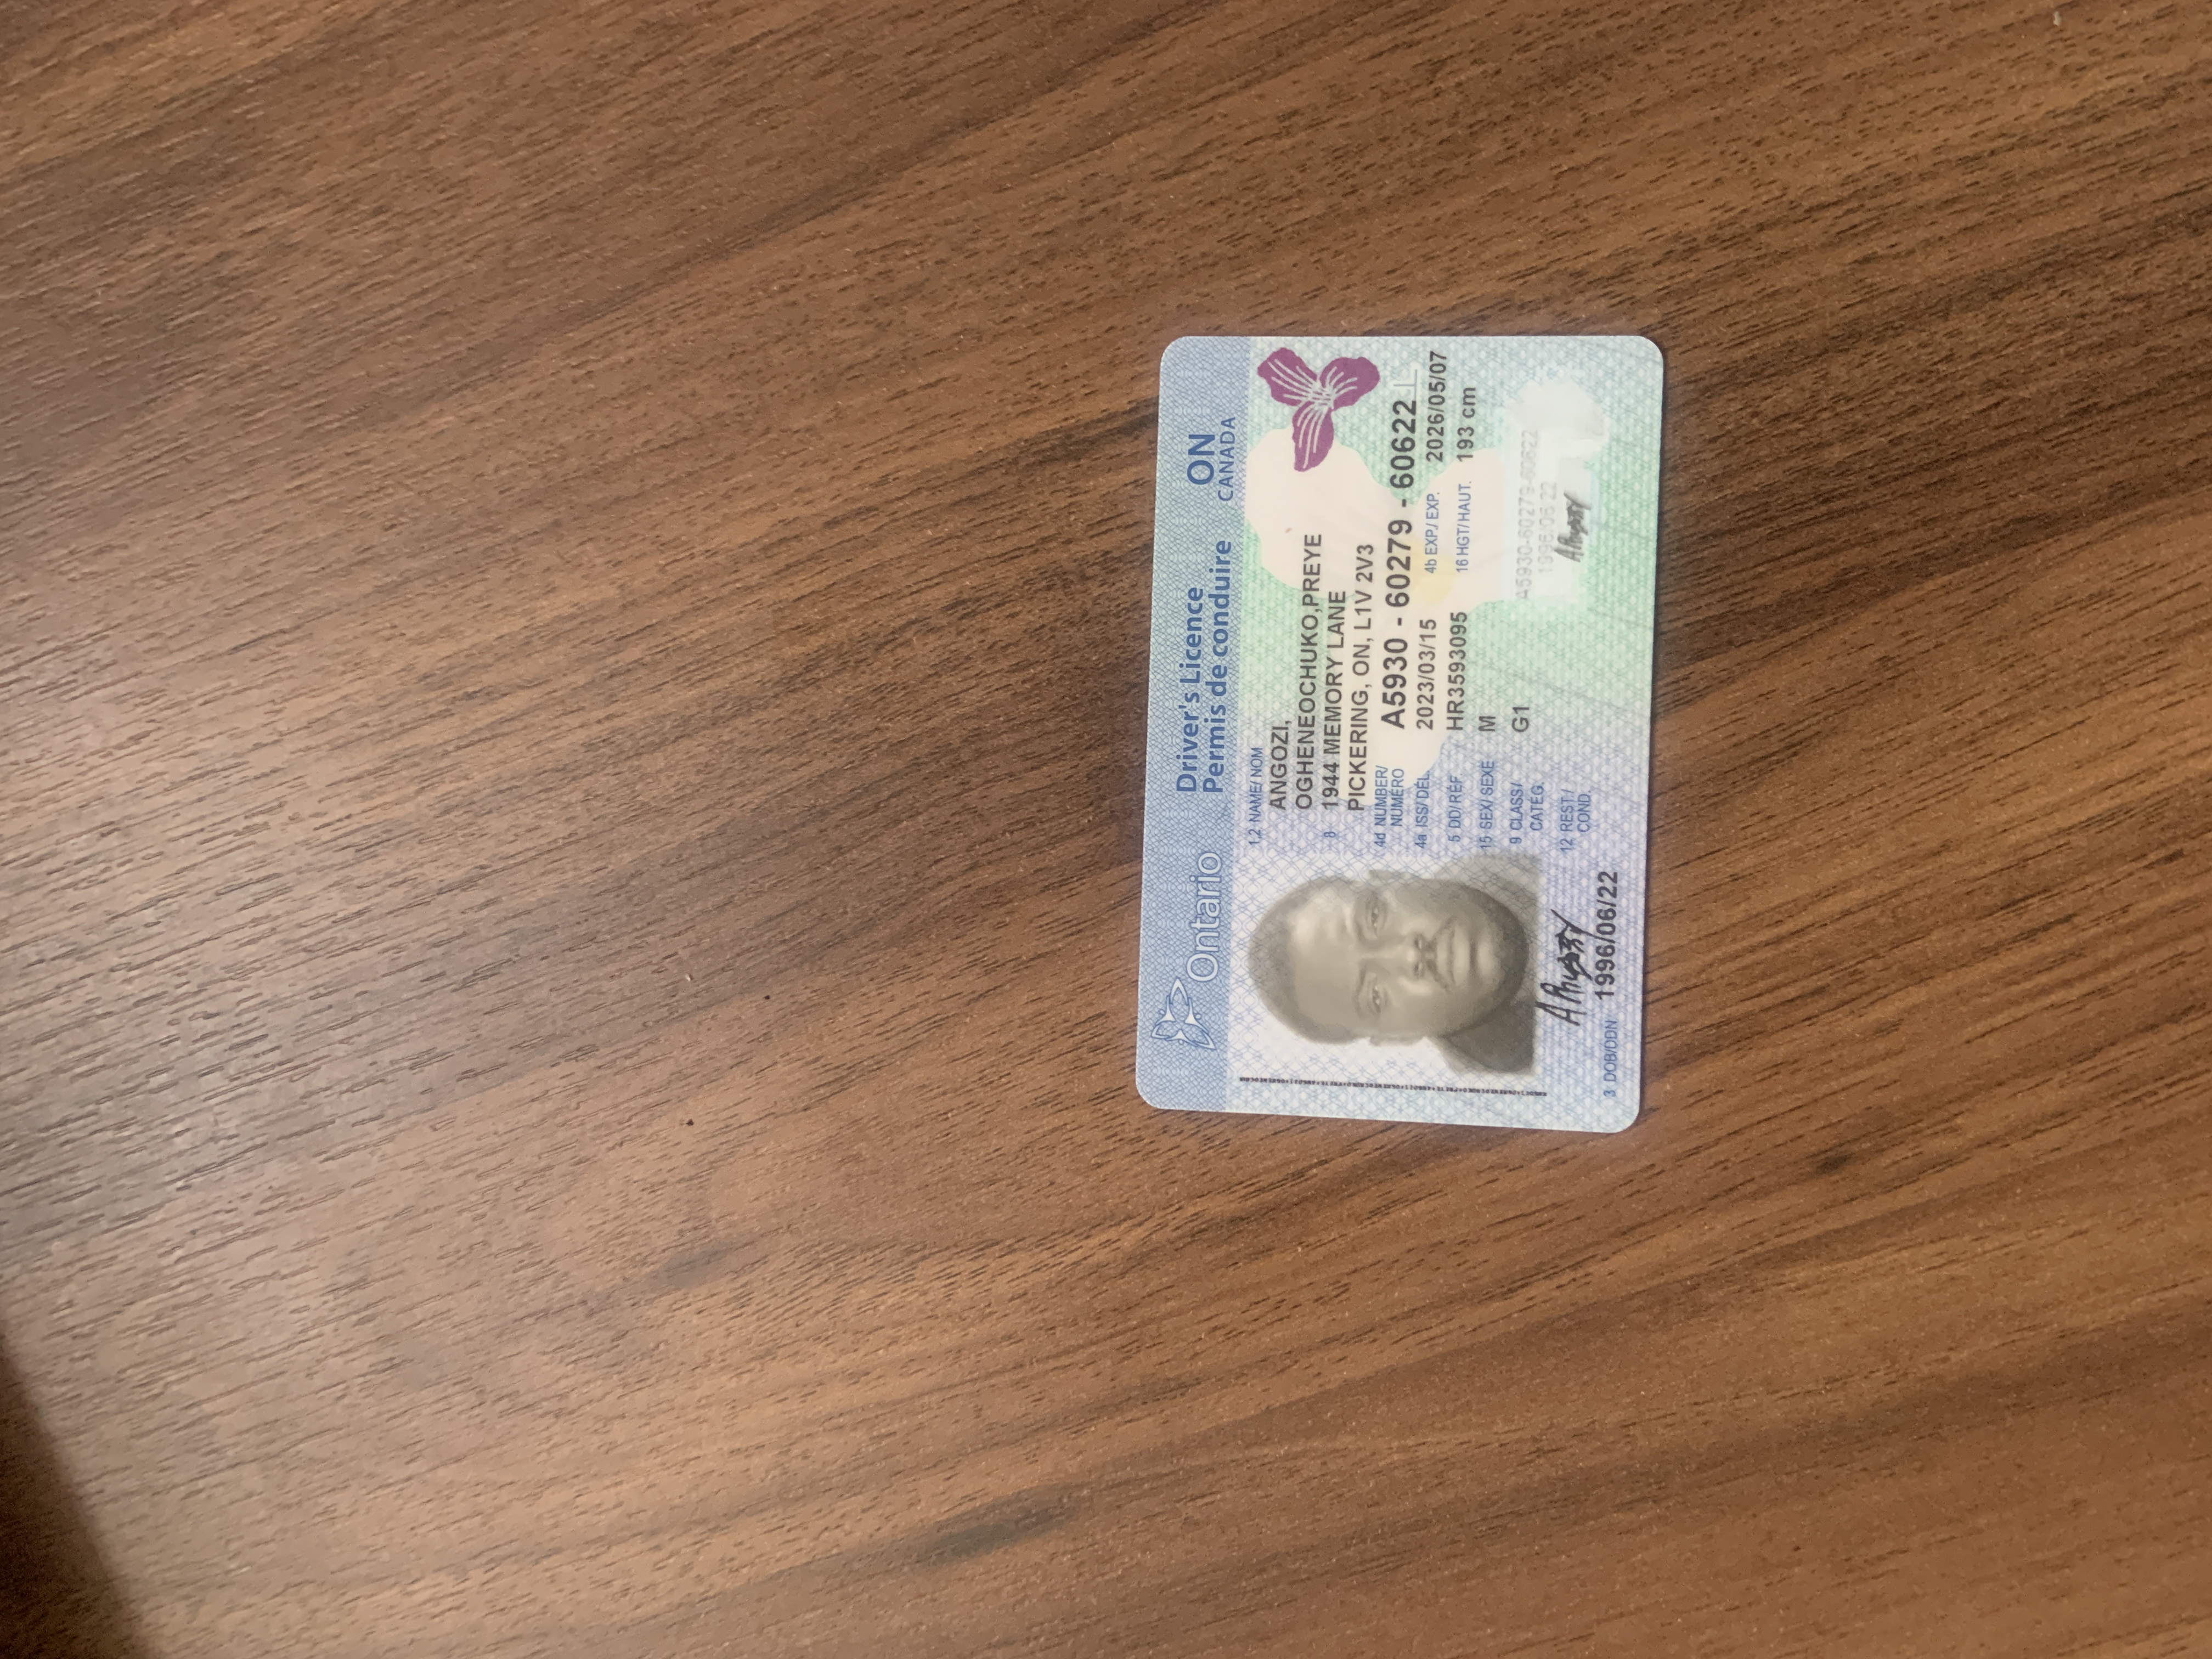 Ontario
Driver's Licence
Permis de conduire
ON
CANADA
1,2 NAME/ NOM
ANGOZI,
OGHENEOCHUKO,PREYE
8 1944 MEMORY LANE
PICKERING, ON, L1V 2V3
4d NUMBER/ NUMÉRO A5930 - 60279 - 60622
4a ISS/DÉL. 2023/03/15 4b EXP./ EXP. 2026/05/07
5 DD/RÉF HR3593095 16 HGT/HAUT. 193 cm
15 SEX/ SEXE M
9 CLASS/ CATÉG. G1
12 REST/ COND.
A5930-60279-60622
1996/06/22
3 DOB/DDN 1996/06/22